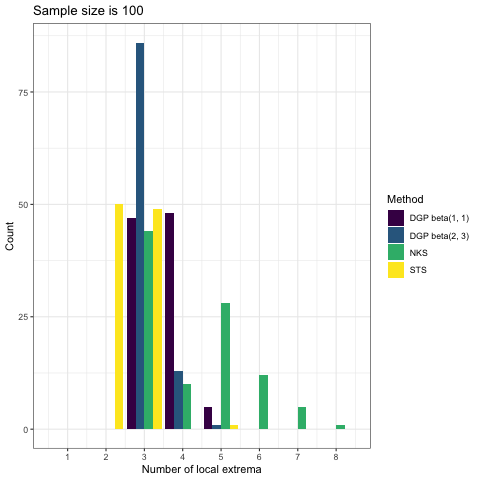 Sample size is 100
Count
75
50
25
0
1 2 3 4 5 6 7 8
Number of local extrema
Method
DGP beta(1, 1)
DGP beta(2, 3)
NKS
STS